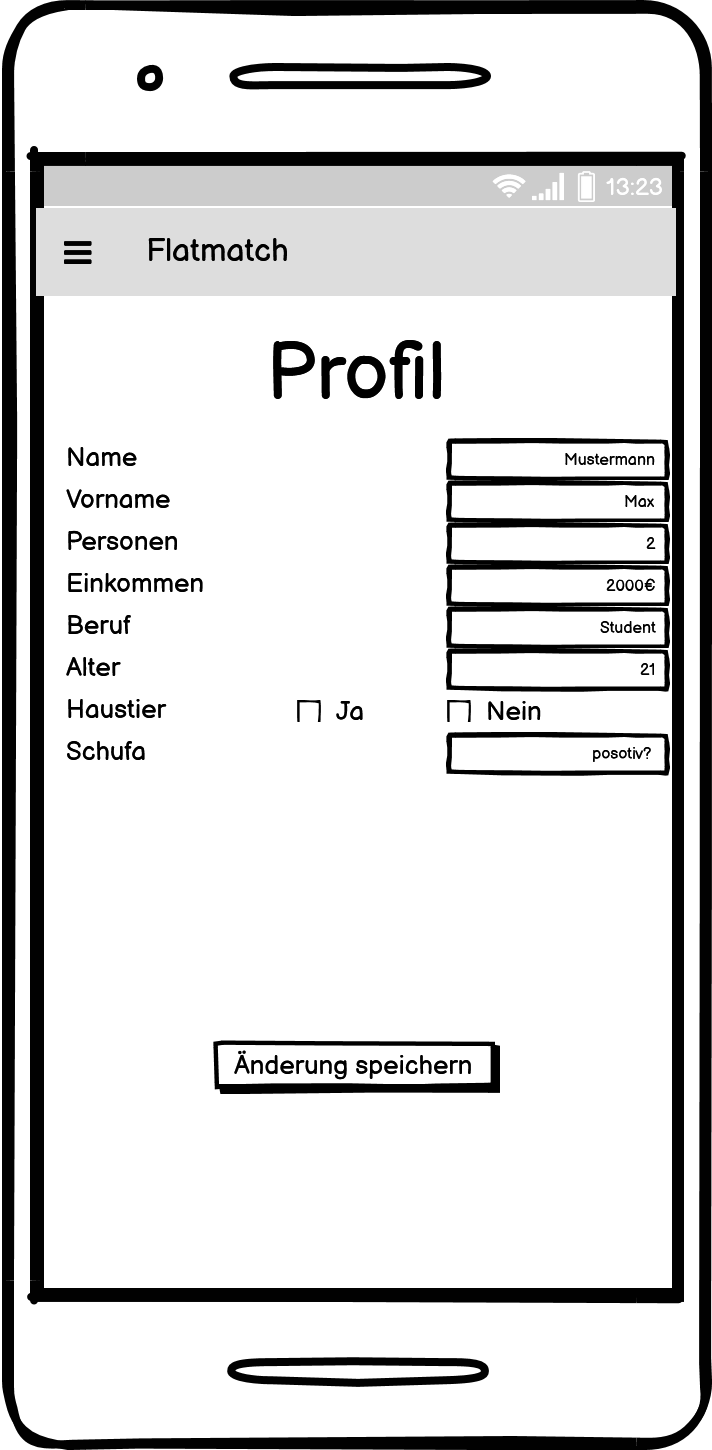 13:23
Flatmatch
Profil
Name Mustermann
Vorname Max
Personen 2
Einkommen 2000€
Beruf Student
Alter 21
Haustier Ja Nein
Schufa posotiv?
Änderung speichern